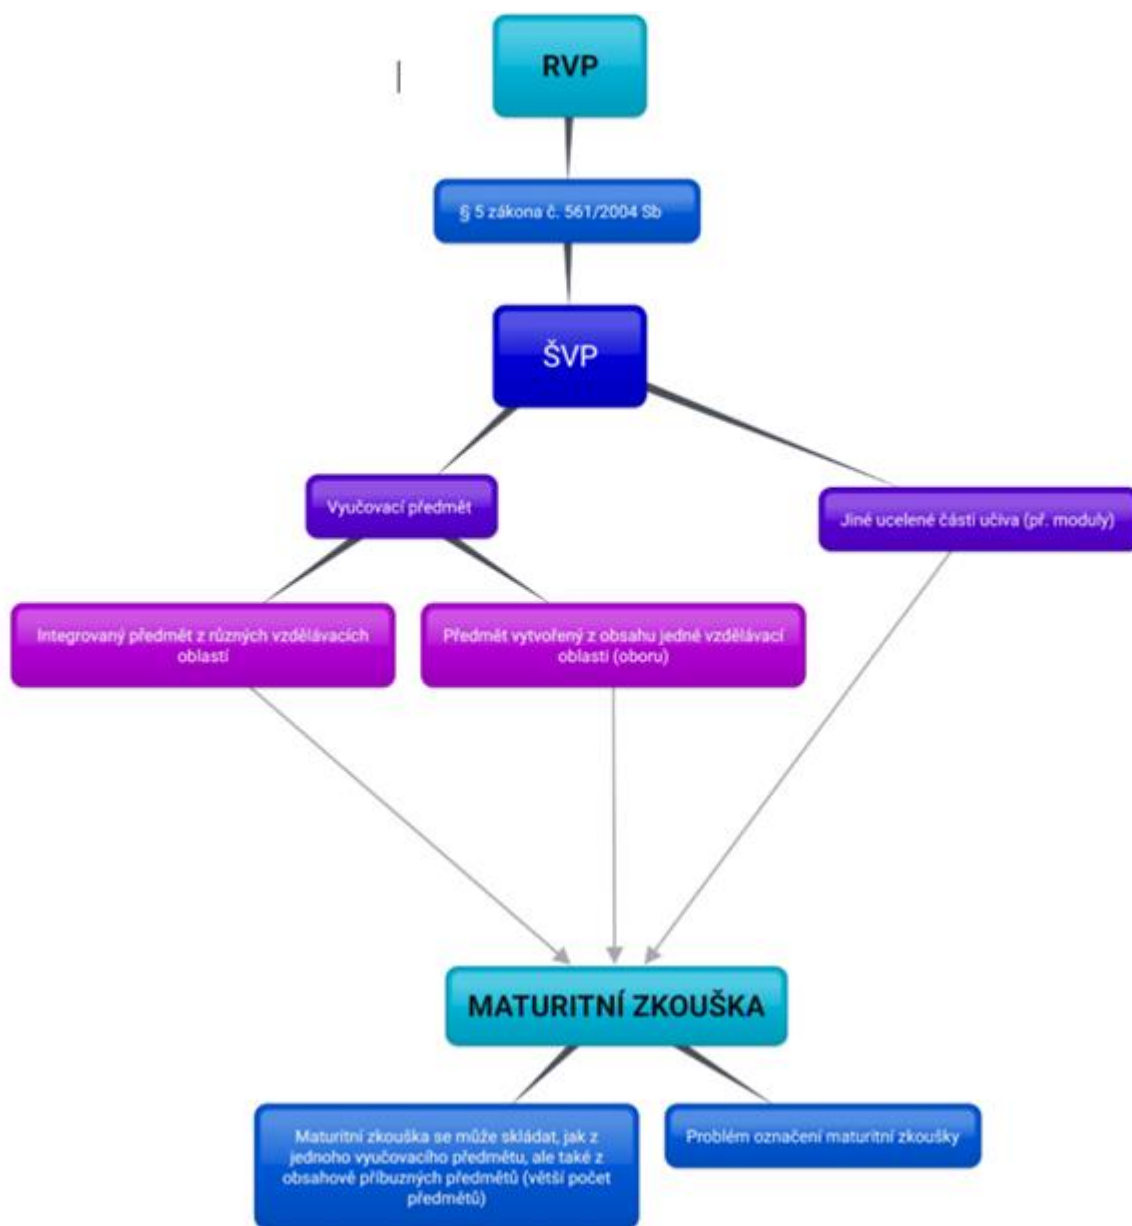 RVP
§ 5 zákona č. 561/2004 Sb
ŠVP
Vyučovací předmět
Jiné ucelené části učiva (př. moduly)
Integrovaný předmět z různých vzdělávacích
oblastí
Předmět vytvořený z obsahu jedné vzdělávací
oblasti (oboru)
MATURITNÍ ZKOUŠKA
Maturitní zkouška se může skládat, jak z
jednoho vyučovacího předmětu, ale také z
obsahově příbuzných předmětů (větší počet
předmětů)
Problém označení maturitní zkoušky